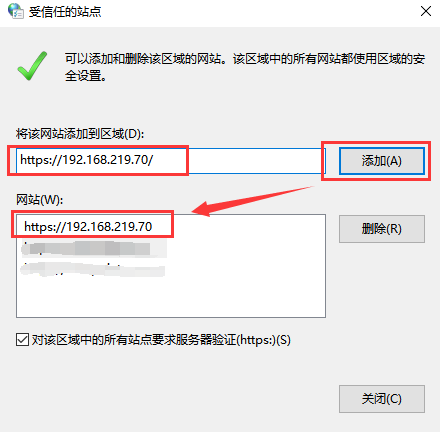 受信任的站点
可以添加和删除该区域的网站。该区域中的所有网站都使用区域的安
全设置。
将该网站添加到区域(D):
https://192.168.219.70/
添加(A)
网站(W):
https://192.168.219.70
删除(R)
对该区域中的所有站点要求服务器验证(https:)(S)
关闭(C)